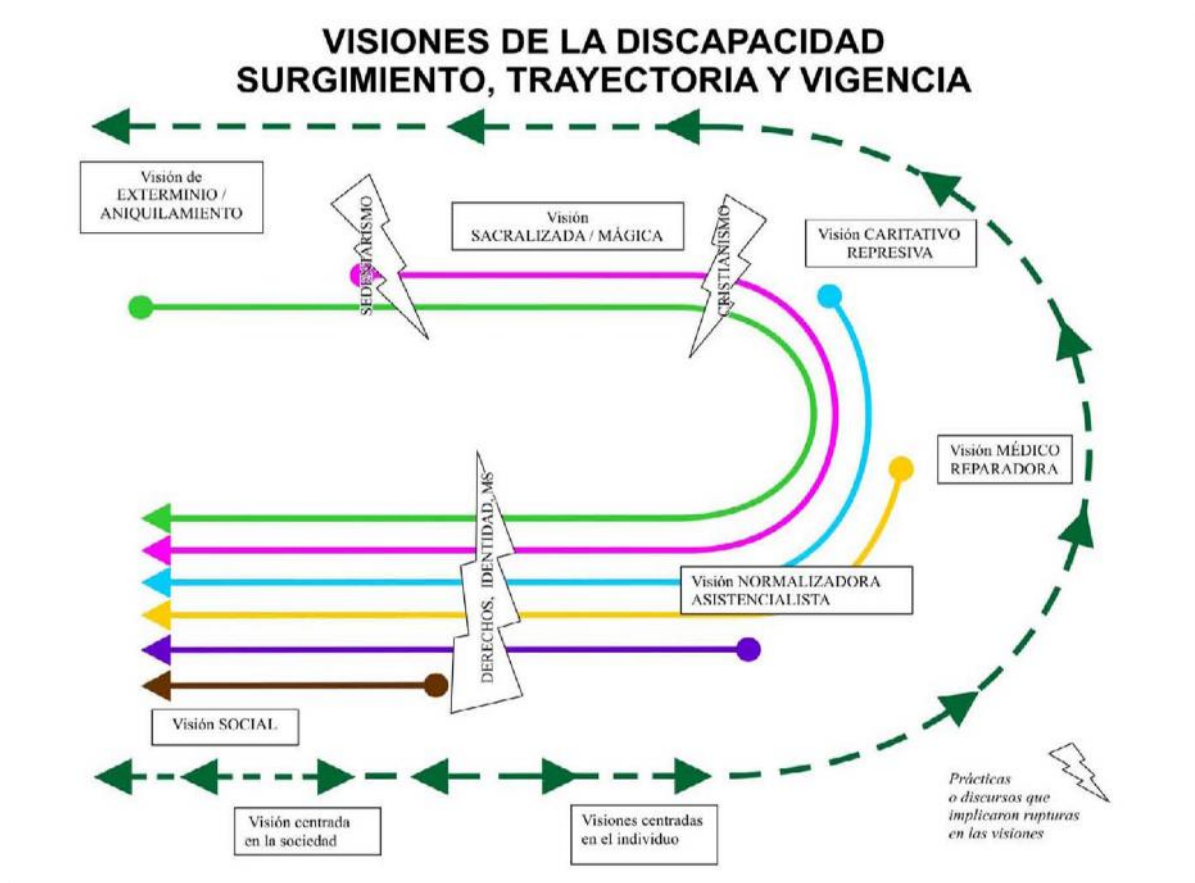 VISIONES DE LA DISCAPACIDAD
SURGIMIENTO, TRAYECTORIA Y VIGENCIA
Visión de
EXTERMINIO /
ANIQUILAMIENTO
SEDENTARISMO
Visión
SACRALIZADA / MÁGICA
CRISTIANISMO
Visión CARITATIVO
REPRESIVA
Visión MÉDICO
REPARADORA
DERECHOS, IDENTIDAD, MS
Visión NORMALIZADORA
ASISTENCIALISTA
Visión SOCIAL
Visión centrada
en la sociedad
Visiones centradas
en el individuo
Prácticas
o discursos que
implicaron rupturas
en las visiones